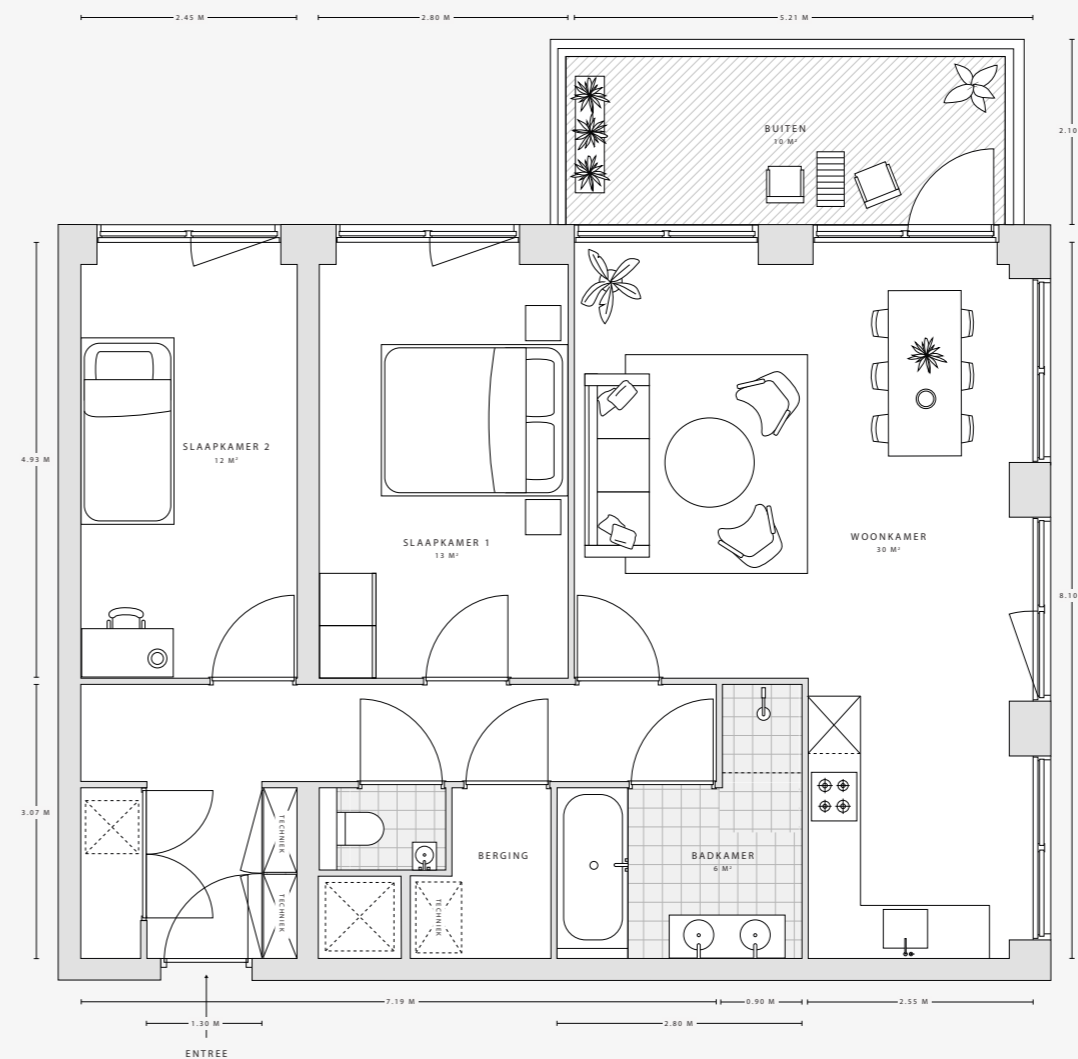 2.45 M
2.80 M
5.21 M
BUITEN
10 M²
2.10
4.93 M
SLAAPKAMER 2
12 M²
SLAAPKAMER 1
13 M²
WOONKAMER
30 M²
8.10
3.07 M
TECHNIEK
TECHNIEK
TECHNIEK
BERGING
BADKAMER
6 M²
7.19 M
0.90 M
2.55 M
1.30 M
2.80 M
ENTREE